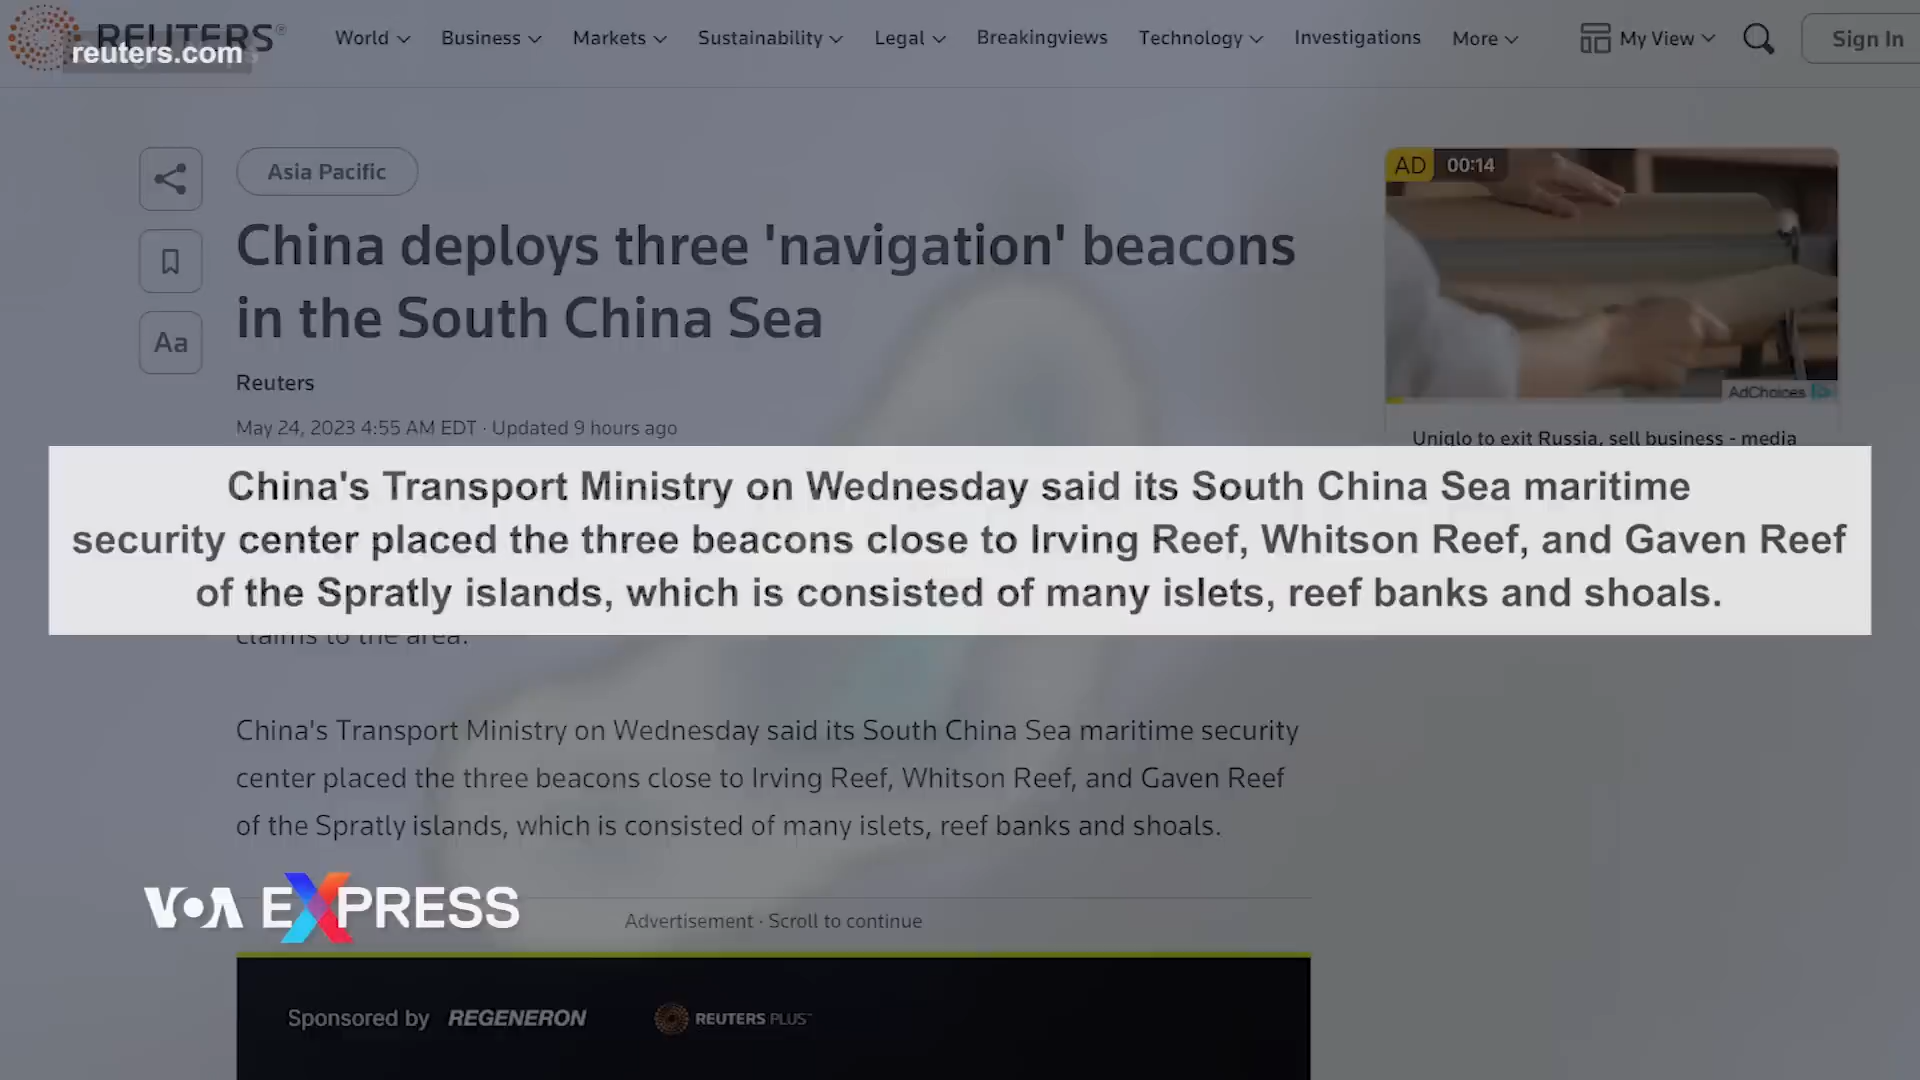 REUTERS®
reuters.com
World
Business
Markets
Sustainability
Legal
Breakingviews
Technology
Investigations
More
My View
Sign In
Asia Pacific
China deploys three 'navigation' beacons
in the South China Sea
Aa
Reuters
May 24, 2023 4:55 AM EDT · Updated 9 hours ago
AD 00:14
AdChoices
Uniqlo to exit Russia, sell business - media
China's Transport Ministry on Wednesday said its South China Sea maritime
security center placed the three beacons close to Irving Reef, Whitson Reef, and Gaven Reef
of the Spratly islands, which is consisted of many islets, reef banks and shoals.
claims to the area.
China's Transport Ministry on Wednesday said its South China Sea maritime security
center placed the three beacons close to Irving Reef, Whitson Reef, and Gaven Reef
of the Spratly islands, which is consisted of many islets, reef banks and shoals.
VOA EXPRESS
Advertisement · Scroll to continue
Sponsored by REGENERON
REUTERS PLUS